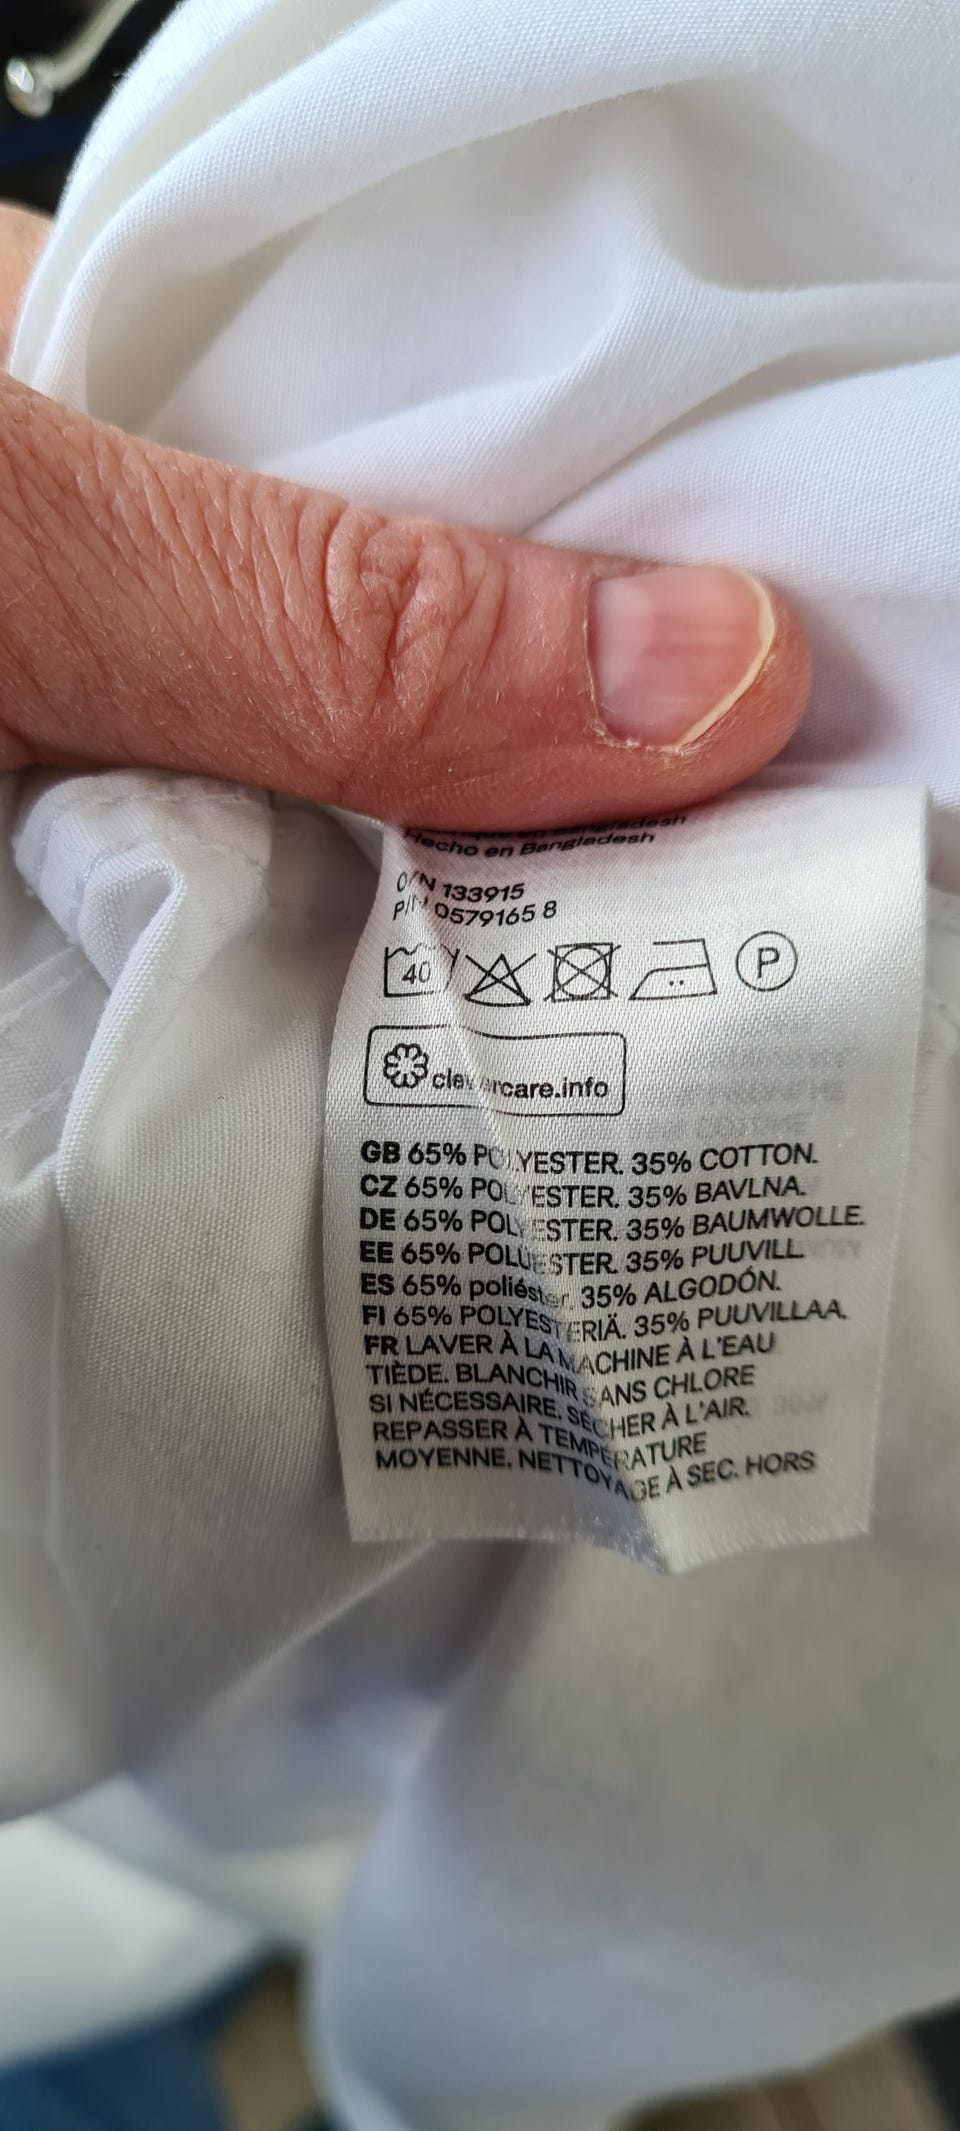 Hecho en Bangladesh
O/N 133915
P/N 0579165 8
40
P
clevercare.info
GB 65% POLYESTER. 35% COTTON.
CZ 65% POLYESTER. 35% BAVLNA.
DE 65% POLYESTER. 35% BAUMWOLLE.
EE 65% POLÜESTER. 35% PUUVILL.
ES 65% poliéster. 35% ALGODÓN.
FI 65% POLYESTERIÄ. 35% PUUVILLAA.
FR LAVER À LA MACHINE À L'EAU
TIÈDE. BLANCHIR SANS CHLORE
SI NÉCESSAIRE. SÉCHER À L'AIR.
REPASSER À TEMPÉRATURE
MOYENNE. NETTOYAGE À SEC. HORS